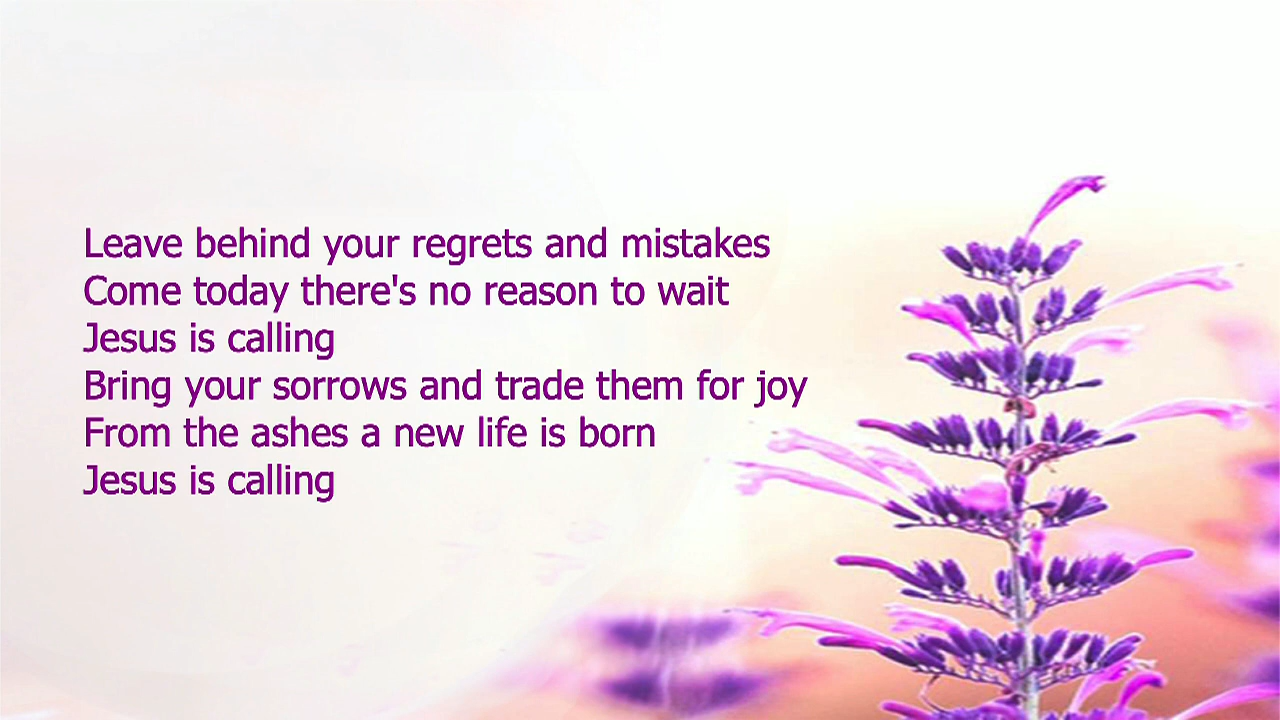 Leave behind your regrets and mistakes
Come today there's no reason to wait
Jesus is calling
Bring your sorrows and trade them for joy
From the ashes a new life is born
Jesus is calling